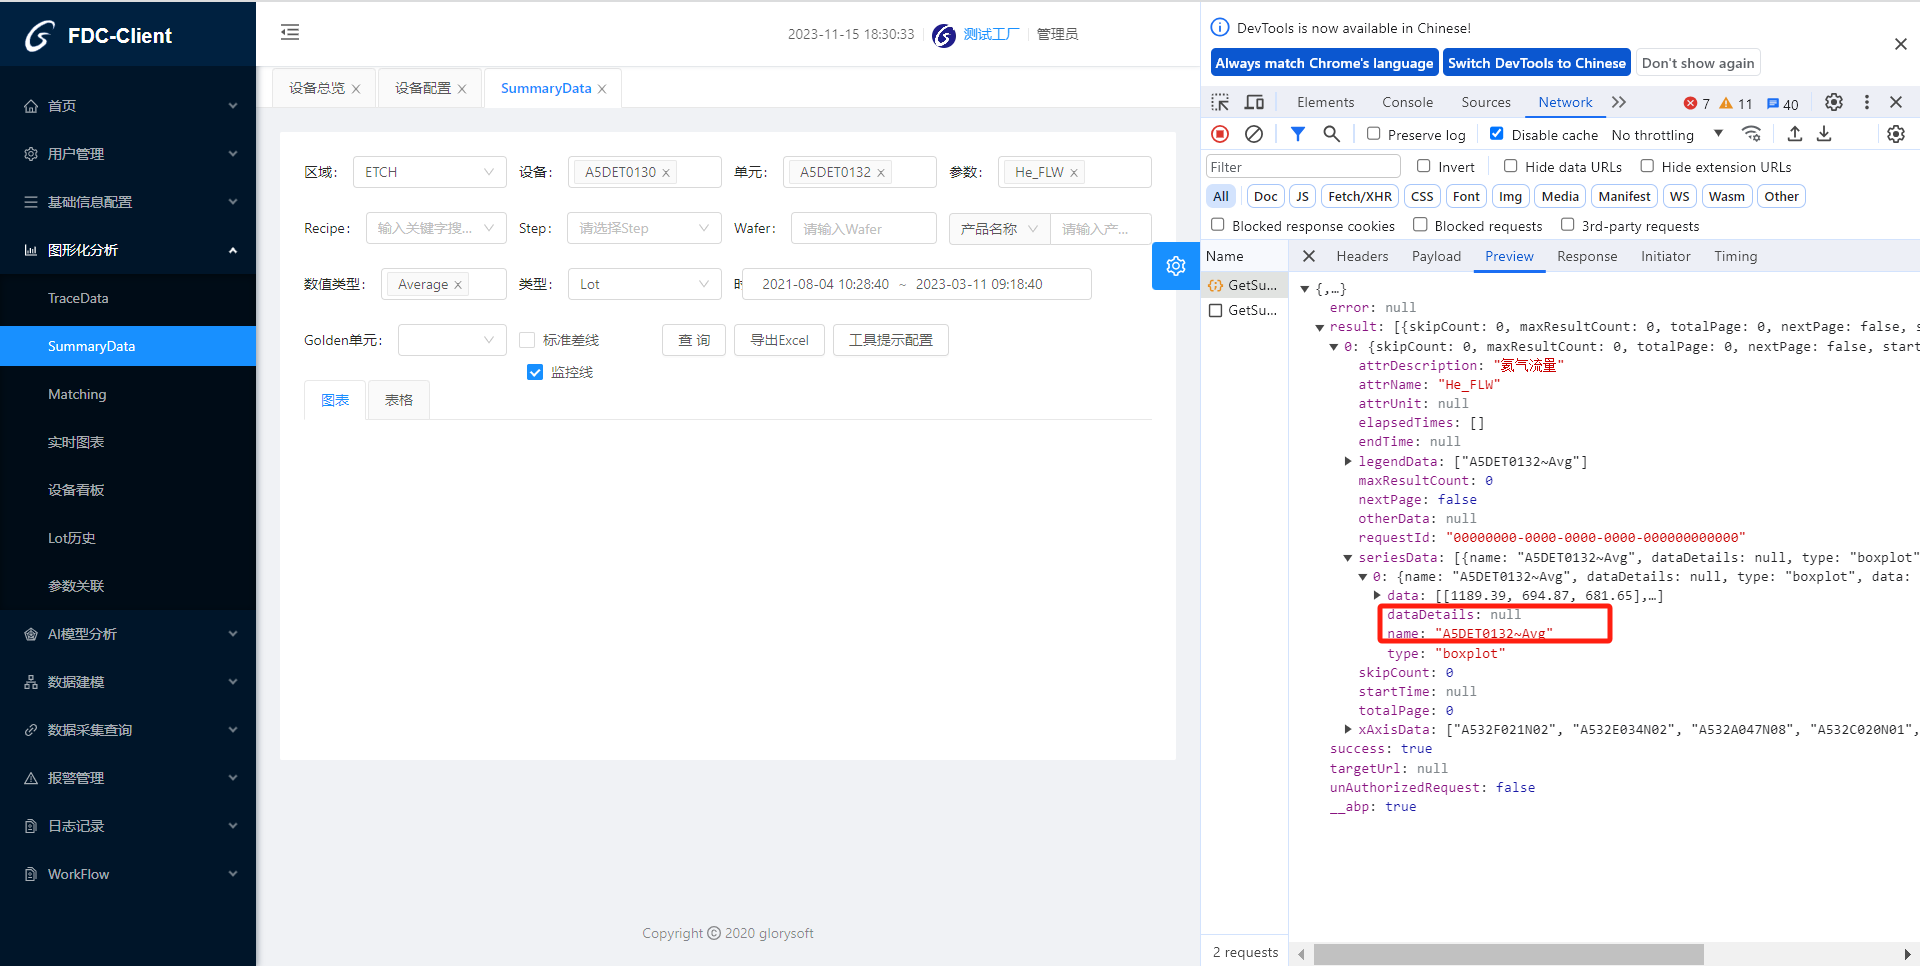 FDC-Client
首页
用户管理
基础信息配置
图形化分析
TraceData
SummaryData
Matching
实时图表
设备看板
Lot历史
参数关联
AI模型分析
数据建模
数据采集查询
报警管理
日志记录
WorkFlow
2023-11-15 18:30:33 测试工厂 管理员
设备总览 设备配置 SummaryData
区域: ETCH 设备: A5DET0130 单元: A5DET0132 参数: He_FLW
Recipe: 输入关键字搜... Step: 请选择Step Wafer: 请输入Wafer 产品名称 请输入产...
数值类型: Average 类型: Lot 2021-08-04 10:28:40 ~ 2023-03-11 09:18:40
Golden单元: 标准差线 查 询 导出Excel 工具提示配置
监控线
图表 表格
Copyright © 2020 glorysoft
DevTools is now available in Chinese!
Always match Chrome's language Switch DevTools to Chinese Don't show again
Elements Console Sources Network 7 11 40
Preserve log Disable cache No throttling
Filter Invert Hide data URLs Hide extension URLs
All Doc JS Fetch/XHR CSS Font Img Media Manifest WS Wasm Other
Blocked response cookies Blocked requests 3rd-party requests
Name Headers Payload Preview Response Initiator Timing
GetSu...
GetSu...
{,…}
error: null
result: [{skipCount: 0, maxResultCount: 0, totalPage: 0, nextPage: false, s
0: {skipCount: 0, maxResultCount: 0, totalPage: 0, nextPage: false, start
attrDescription: "氦气流量"
attrName: "He_FLW"
attrUnit: null
elapsedTimes: []
endTime: null
legendData: ["A5DET0132~Avg"]
maxResultCount: 0
nextPage: false
otherData: null
requestId: "00000000-0000-0000-0000-000000000000"
seriesData: [{name: "A5DET0132~Avg", dataDetails: null, type: "boxplot"
0: {name: "A5DET0132~Avg", dataDetails: null, type: "boxplot", data:
data: [[1189.39, 694.87, 681.65],…]
dataDetails: null
name: "A5DET0132~Avg"
type: "boxplot"
skipCount: 0
startTime: null
totalPage: 0
xAxisData: ["A532F021N02", "A532E034N02", "A532A047N08", "A532C020N01",
success: true
targetUrl: null
unAuthorizedRequest: false
__abp: true
2 requests